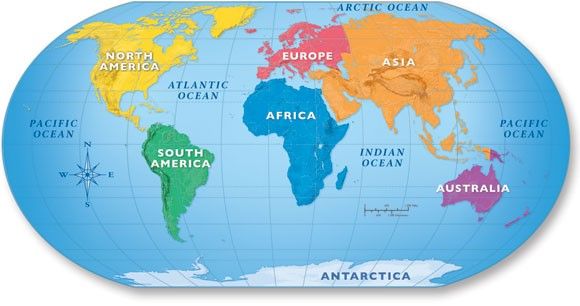 ARCTIC OCEAN
NORTH
AMERICA
EUROPE
ASIA
ATLANTIC
OCEAN
AFRICA
PACIFIC
OCEAN
PACIFIC
OCEAN
INDIAN
OCEAN
SOUTH
AMERICA
N
W
E
S
AUSTRALIA
ANTARCTICA